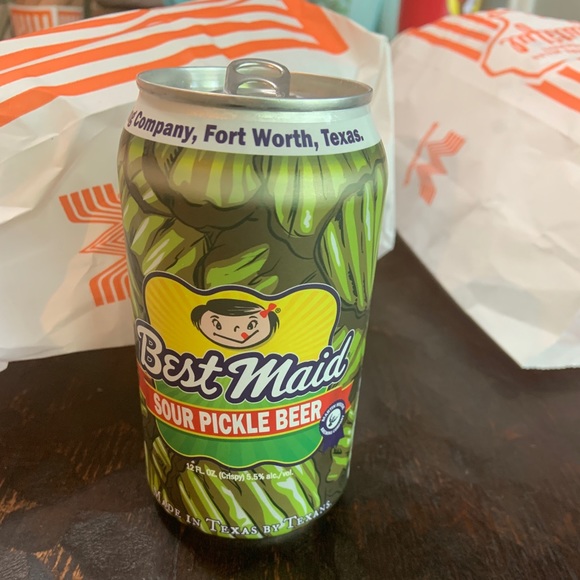 Company, Fort Worth, Texas.
Best Maid
SOUR PICKLE BEER
12 FL. OZ. (Crispy) 5.5% alc./vol.
MADE IN TEXAS BY TEXANS